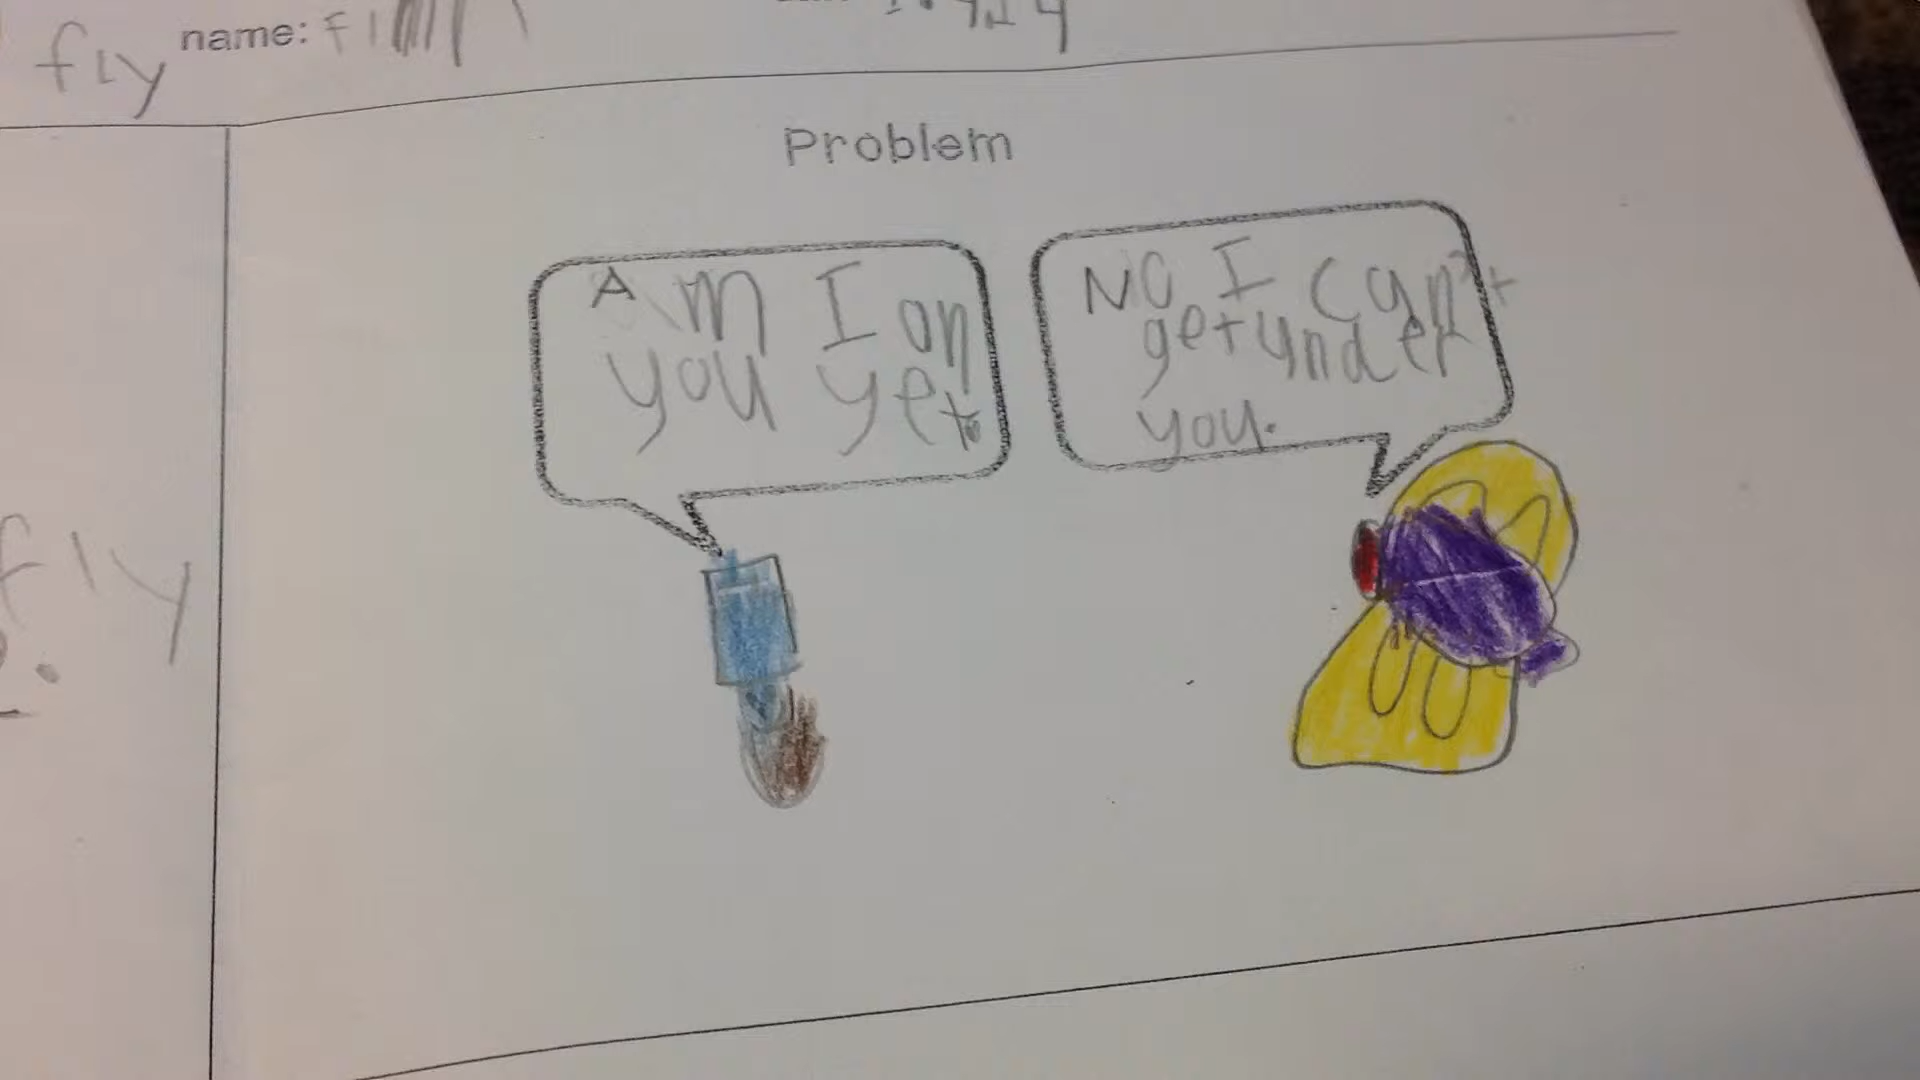 fly name:
Problem
Am I on
you yet.
No I can't
get under
you.
fly